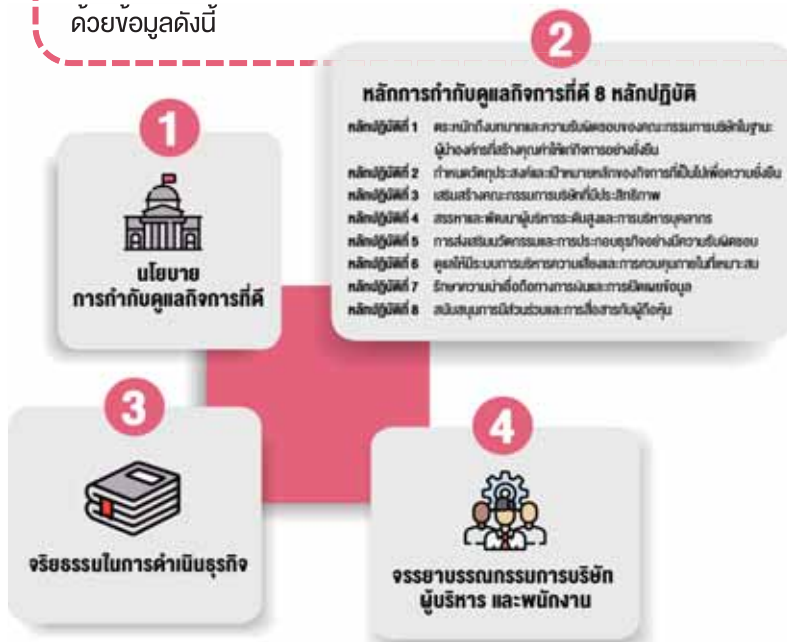 ด้วยข้อมูลดังนี้
1
นโยบาย
การกำกับดูแลกิจการที่ดี
2
หลักการกำกับดูแลกิจการที่ดี 8 หลักปฏิบัติ
หลักปฏิบัติที่ 1 ตระหนักถึงบทบาทและความรับผิดชอบของคณะกรรมการบริษัทในฐานะ
ผู้นำองค์กรที่สร้างคุณค่าให้แก่กิจการอย่างยั่งยืน
หลักปฏิบัติที่ 2 กำหนดวัตถุประสงค์และเป้าหมายหลักของกิจการที่เป็นไปเพื่อความยั่งยืน
หลักปฏิบัติที่ 3 เสริมสร้างคณะกรรมการบริษัทที่มีประสิทธิภาพ
หลักปฏิบัติที่ 4 สรรหาและพัฒนาผู้บริหารระดับสูงและการบริหารบุคลากร
หลักปฏิบัติที่ 5 การส่งเสริมนวัตกรรมและการประกอบธุรกิจอย่างมีความรับผิดชอบ
หลักปฏิบัติที่ 6 ดูแลให้มีระบบการบริหารความเสี่ยงและการควบคุมภายในที่เหมาะสม
หลักปฏิบัติที่ 7 รักษาความน่าเชื่อถือทางการเงินและการเปิดเผยข้อมูล
หลักปฏิบัติที่ 8 สนับสนุนการมีส่วนร่วมและการสื่อสารกับผู้ถือหุ้น
3
จริยธรรมในการดำเนินธุรกิจ
4
จรรยาบรรณกรรมการบริษัท
ผู้บริหาร และพนักงาน